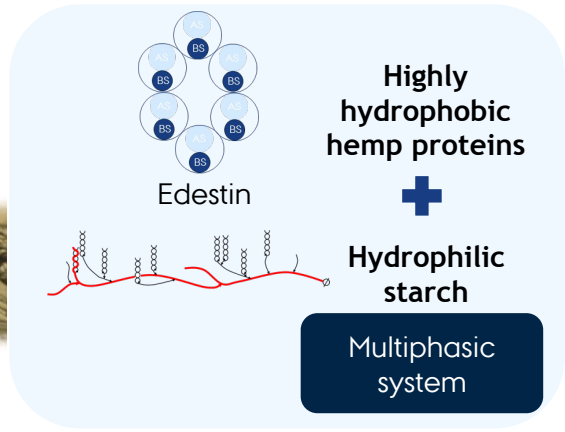 AS
BS
AS
BS
AS
BS
AS
BS
AS
BS
AS
BS
Edestin
Highly
hydrophobic
hemp proteins
Hydrophilic
starch
Multiphasic
system